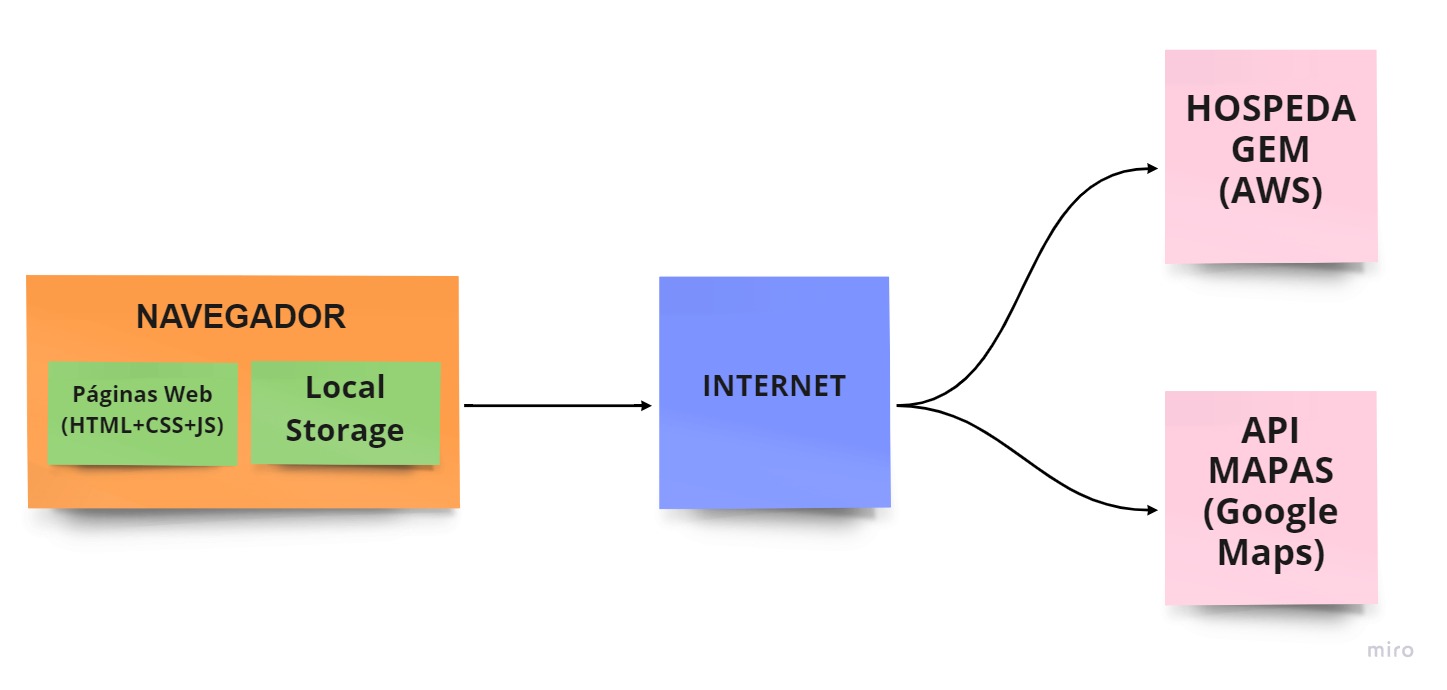 NAVEGADOR
Páginas Web
(HTML+CSS+JS)
Local
Storage
INTERNET
HOSPEDA
GEM
(AWS)
API
MAPAS
(Google
Maps)
miro